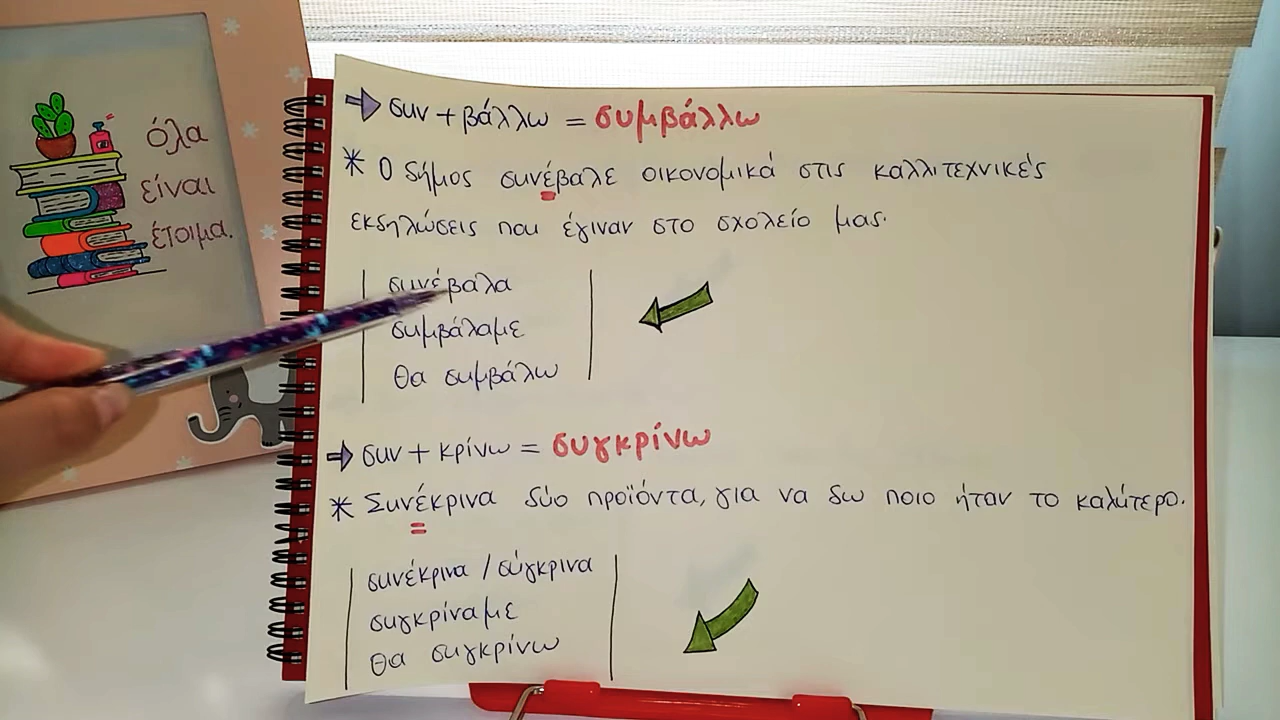 όλα
είναι
έτοιμα.
συν + βάλλω = συμβάλλω
* Ο δήμος συνέβαλε οικονομικά στις καλλιτεχνικές
εκδηλώσεις που έγιναν στο σχολείο μας.
συνέβαλα
συμβάλαμε
θα συμβάλω
συν + κρίνω = συγκρίνω
* Συνέκρινα δύο προϊόντα, για να δω ποιο ήταν το καλύτερο.
συνέκρινα / σύγκρινα
συγκρίναμε
θα συγκρίνω